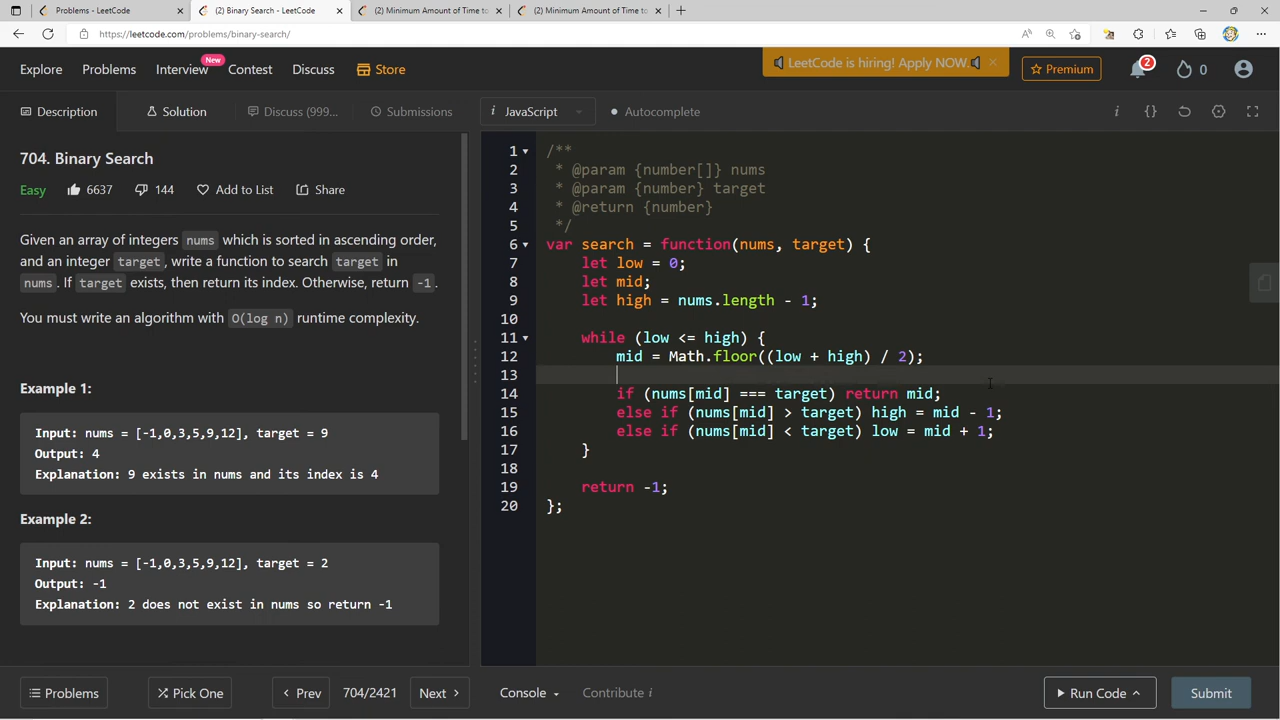 Problems - LeetCode
(2) Binary Search - LeetCode
(2) Minimum Amount of Time to
(2) Minimum Amount of Time to
https://leetcode.com/problems/binary-search/
Explore
Problems
Interview
New
Contest
Discuss
Store
LeetCode is hiring! Apply NOW.
Premium
2
0
Description
Solution
Discuss (999...
Submissions
i JavaScript
Autocomplete
704. Binary Search
Easy 6637 144 Add to List Share
Given an array of integers nums which is sorted in ascending order,
and an integer target, write a function to search target in
nums. If target exists, then return its index. Otherwise, return -1.
You must write an algorithm with O(log n) runtime complexity.
Example 1:
Input: nums = [-1,0,3,5,9,12], target = 9
Output: 4
Explanation: 9 exists in nums and its index is 4
Example 2:
Input: nums = [-1,0,3,5,9,12], target = 2
Output: -1
Explanation: 2 does not exist in nums so return -1
1 /**
2 * @param {number[]} nums
3 * @param {number} target
4 * @return {number}
5 */
6 var search = function(nums, target) {
7 let low = 0;
8 let mid;
9 let high = nums.length - 1;
10
11 while (low <= high) {
12 mid = Math.floor((low + high) / 2);
13
14 if (nums[mid] === target) return mid;
15 else if (nums[mid] > target) high = mid - 1;
16 else if (nums[mid] < target) low = mid + 1;
17 }
18
19 return -1;
20 };
Problems
Pick One
Prev
704/2421
Next
Console
Contribute i
Run Code
Submit